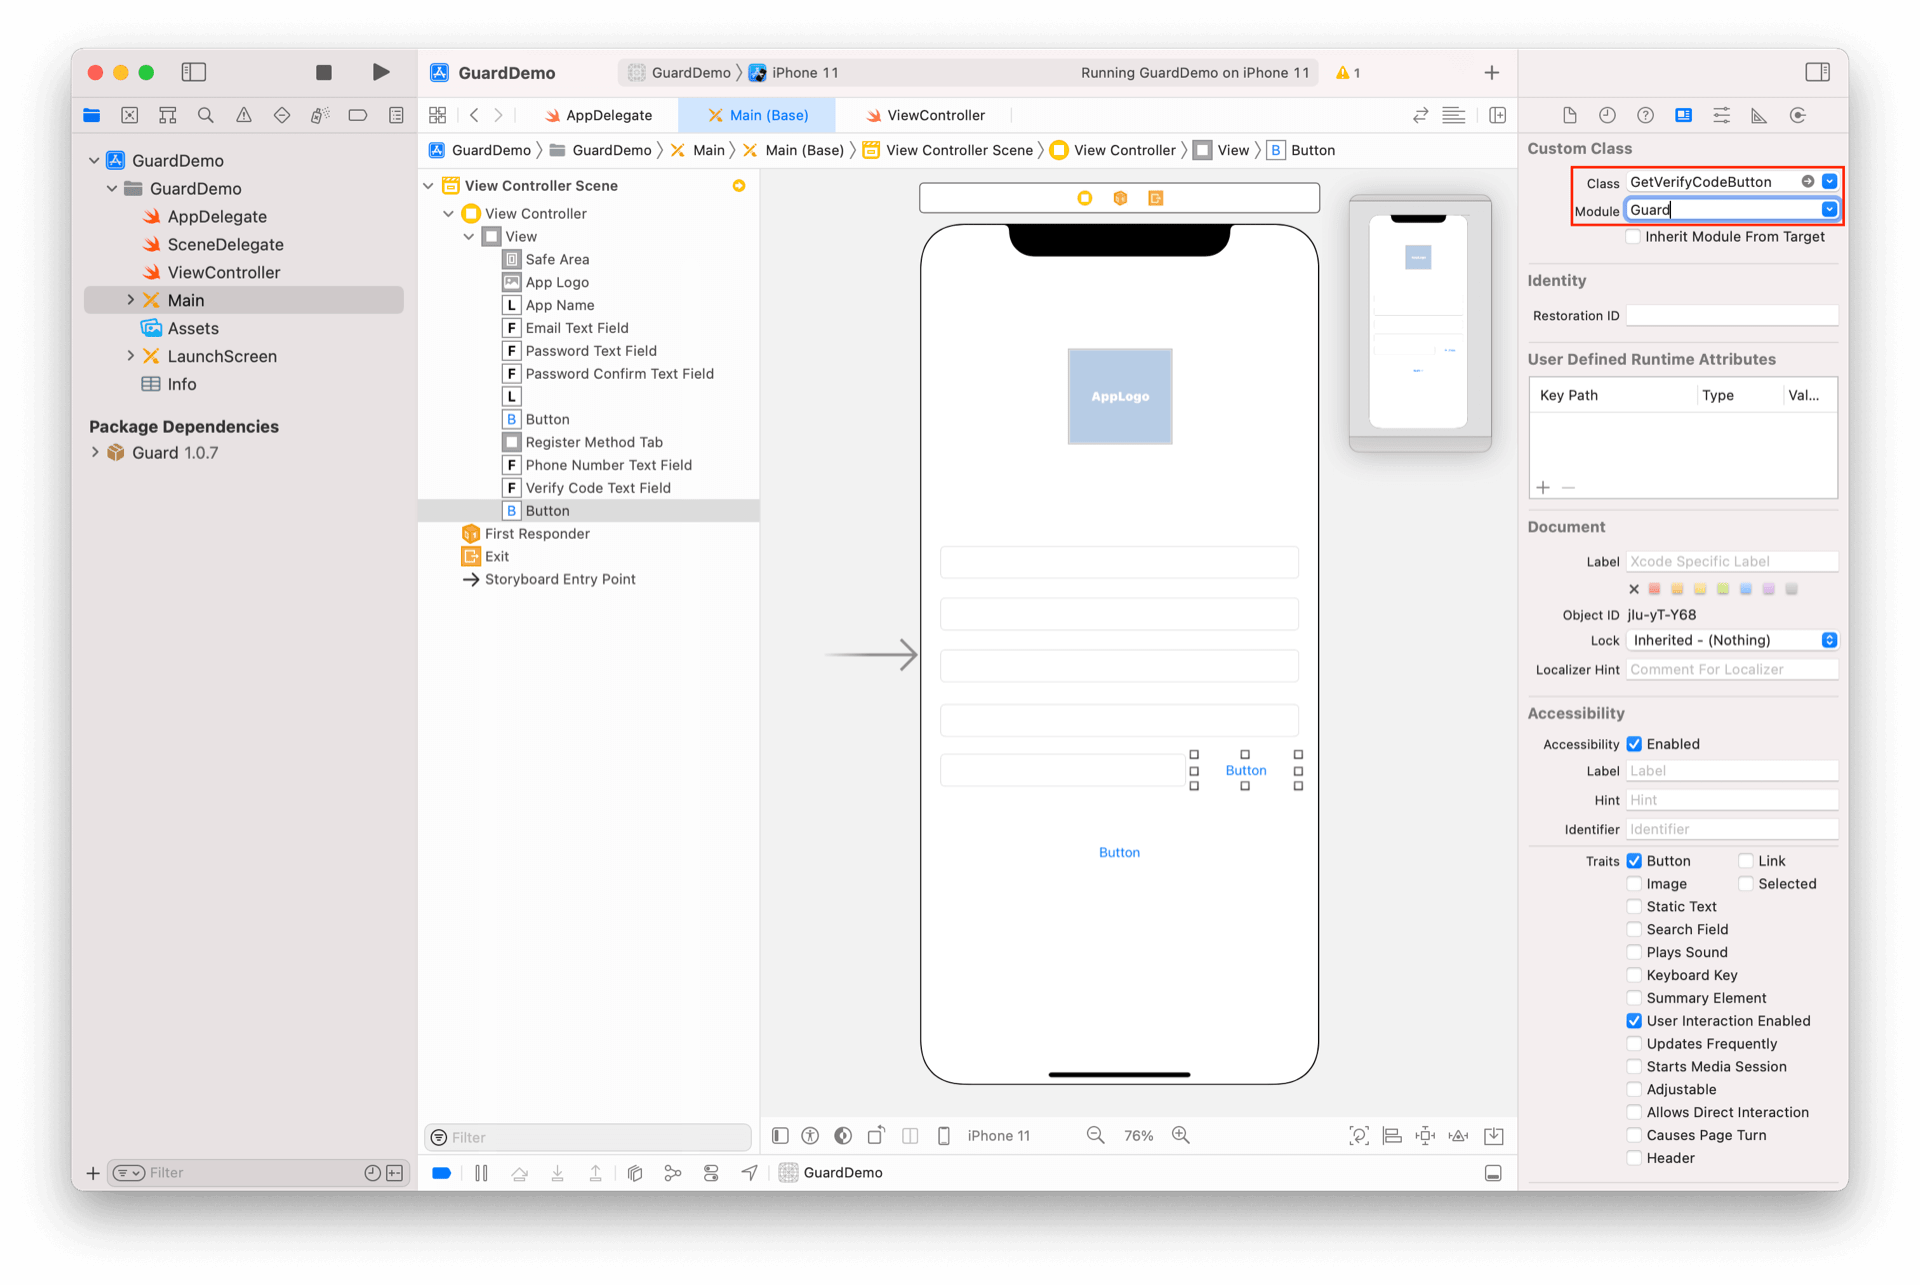 GuardDemo
GuardDemo
iPhone 11
Running GuardDemo on iPhone 11
1
AppDelegate
Main (Base)
ViewController
GuardDemo
GuardDemo
Main
Main (Base)
View Controller Scene
View Controller
View
B
Button
GuardDemo
GuardDemo
AppDelegate
SceneDelegate
ViewController
Main
Assets
LaunchScreen
Info
Package Dependencies
Guard 1.0.7
Filter
View Controller Scene
View Controller
View
Safe Area
App Logo
L App Name
F Email Text Field
F Password Text Field
F Password Confirm Text Field
L
B Button
Register Method Tab
F Phone Number Text Field
F Verify Code Text Field
B Button
First Responder
Exit
Storyboard Entry Point
Filter
AppLogo
Button
Button
iPhone 11
76%
GuardDemo
Custom Class
Class GetVerifyCodeButton
Module Guard
Inherit Module From Target
Identity
Restoration ID
User Defined Runtime Attributes
Key Path Type Val...
Document
Label Xcode Specific Label
Object ID jIu-yT-Y68
Lock Inherited - (Nothing)
Localizer Hint Comment For Localizer
Accessibility
Accessibility Enabled
Label Label
Hint Hint
Identifier Identifier
Traits Button Link
Image Selected
Static Text
Search Field
Plays Sound
Keyboard Key
Summary Element
User Interaction Enabled
Updates Frequently
Starts Media Session
Adjustable
Allows Direct Interaction
Causes Page Turn
Header